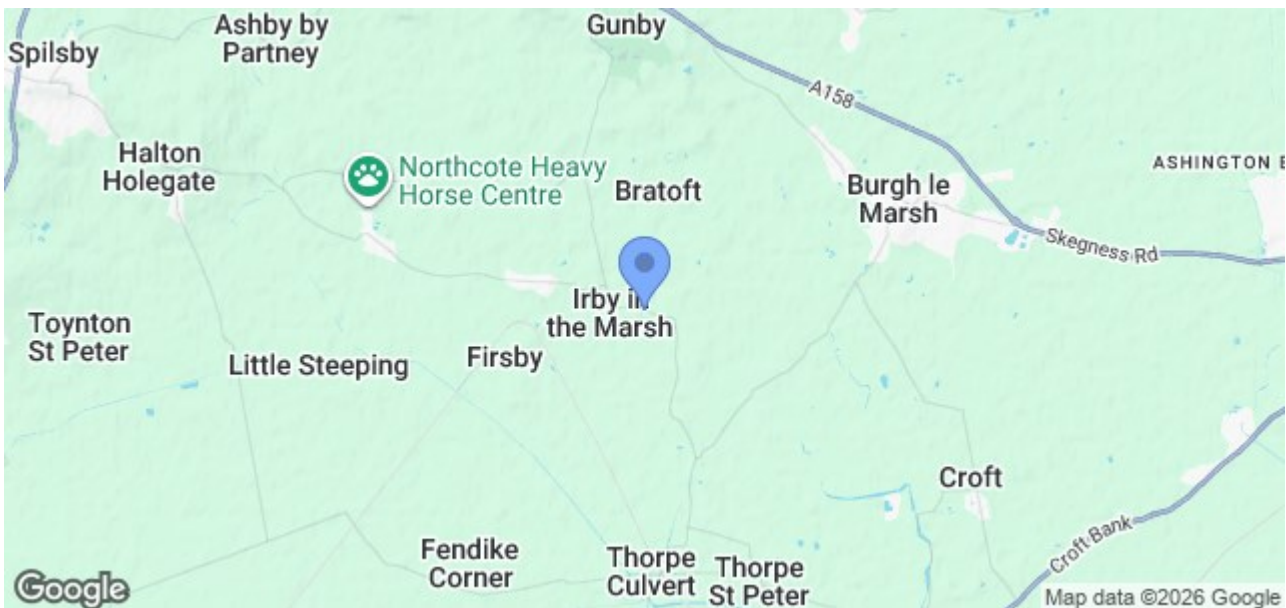 Ashby by
Partney
Gunby
Spilsby
A158
Halton
Holegate
Northcote Heavy
Horse Centre
Bratoft
Burgh le
Marsh
ASHINGTON E
Skegness Rd
Irby in
the Marsh
Toynton
St Peter
Little Steeping
Firsby
Croft
Croft Bank
Fendike
Corner
Thorpe
Culvert
Thorpe
St Peter
Google
Map data ©2026 Google